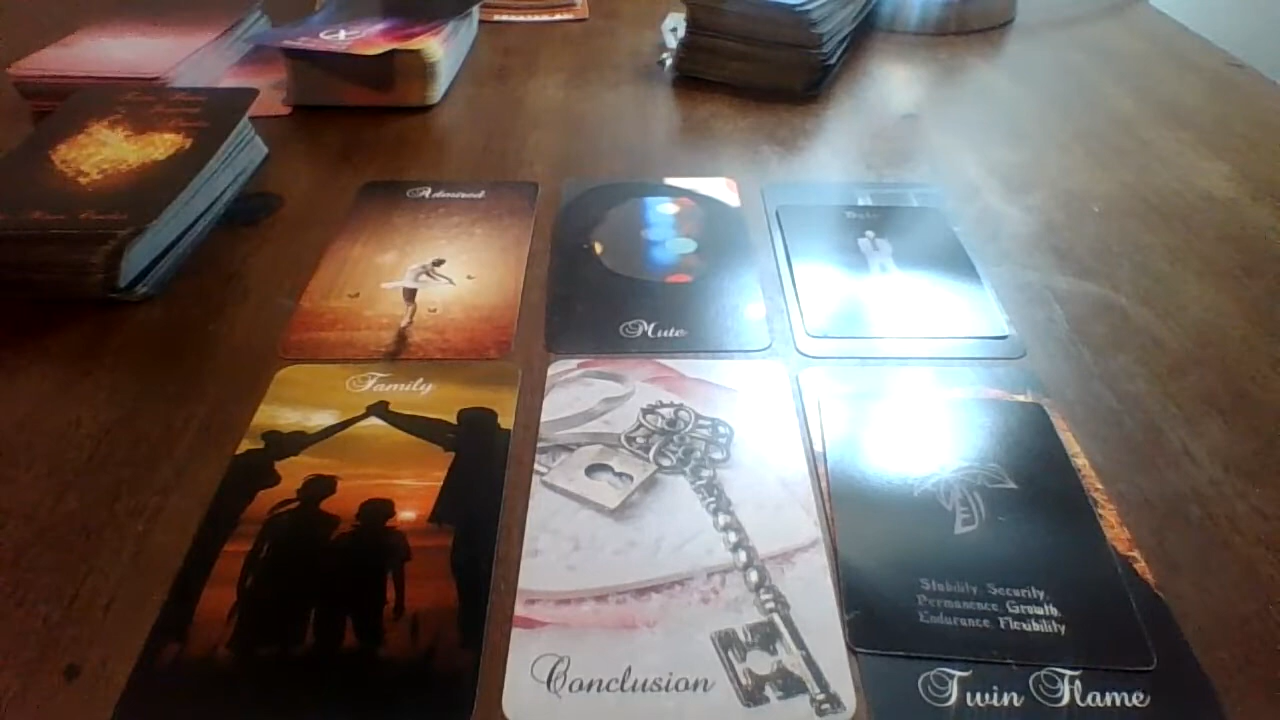 Admired
Mute
Family
Conclusion
Stability, Security,
Permanence, Growth,
Endurance, Flexibility
Twin Flame